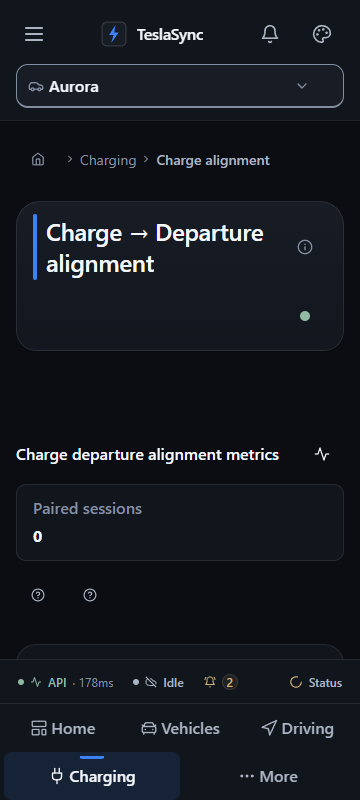 TeslaSync
Aurora
Charging
Charge alignment
Charge → Departure
alignment
Charge departure alignment metrics
Paired sessions
0
API · 178ms
Idle
2
Status
Home
Vehicles
Driving
Charging
More